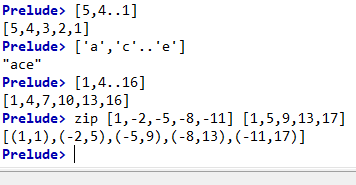 Prelude> [5,4..1]
[5,4,3,2,1]
Prelude> ['a','c'..'e']
"ace"
Prelude> [1,4..16]
[1,4,7,10,13,16]
Prelude> zip [1,-2,-5,-8,-11] [1,5,9,13,17]
[(1,1),(-2,5),(-5,9),(-8,13),(-11,17)]
Prelude>